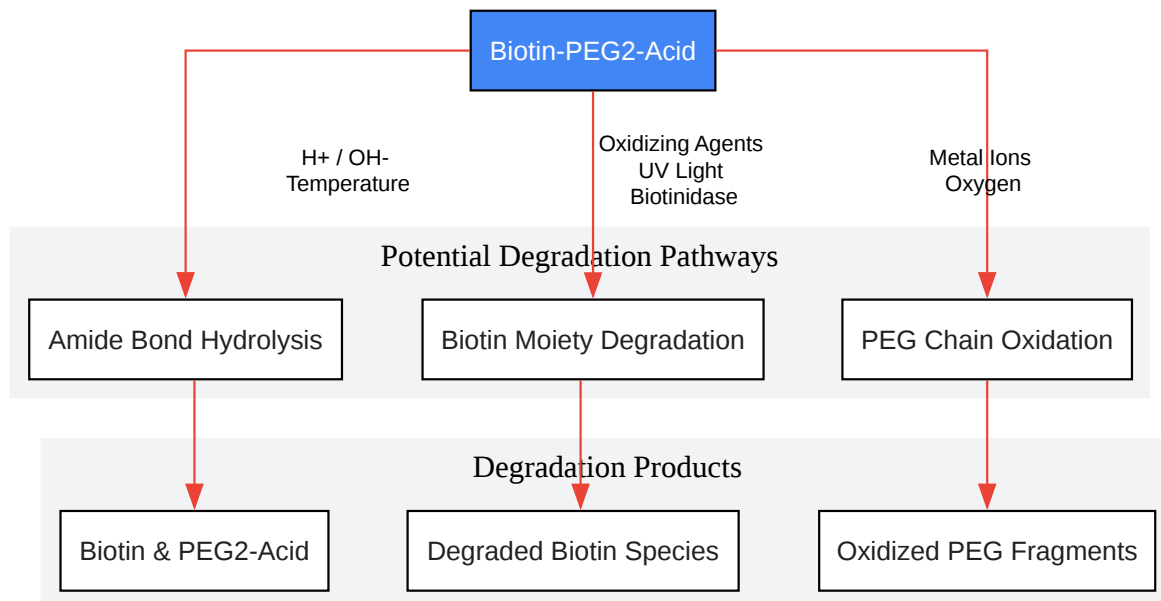 Biotin-PEG2-Acid
H+ / OH-
Temperature
Oxidizing Agents
UV Light
Biotinidase
Metal Ions
Oxygen
Potential Degradation Pathways
Amide Bond Hydrolysis
Biotin Moiety Degradation
PEG Chain Oxidation
Degradation Products
Biotin & PEG2-Acid
Degraded Biotin Species
Oxidized PEG Fragments